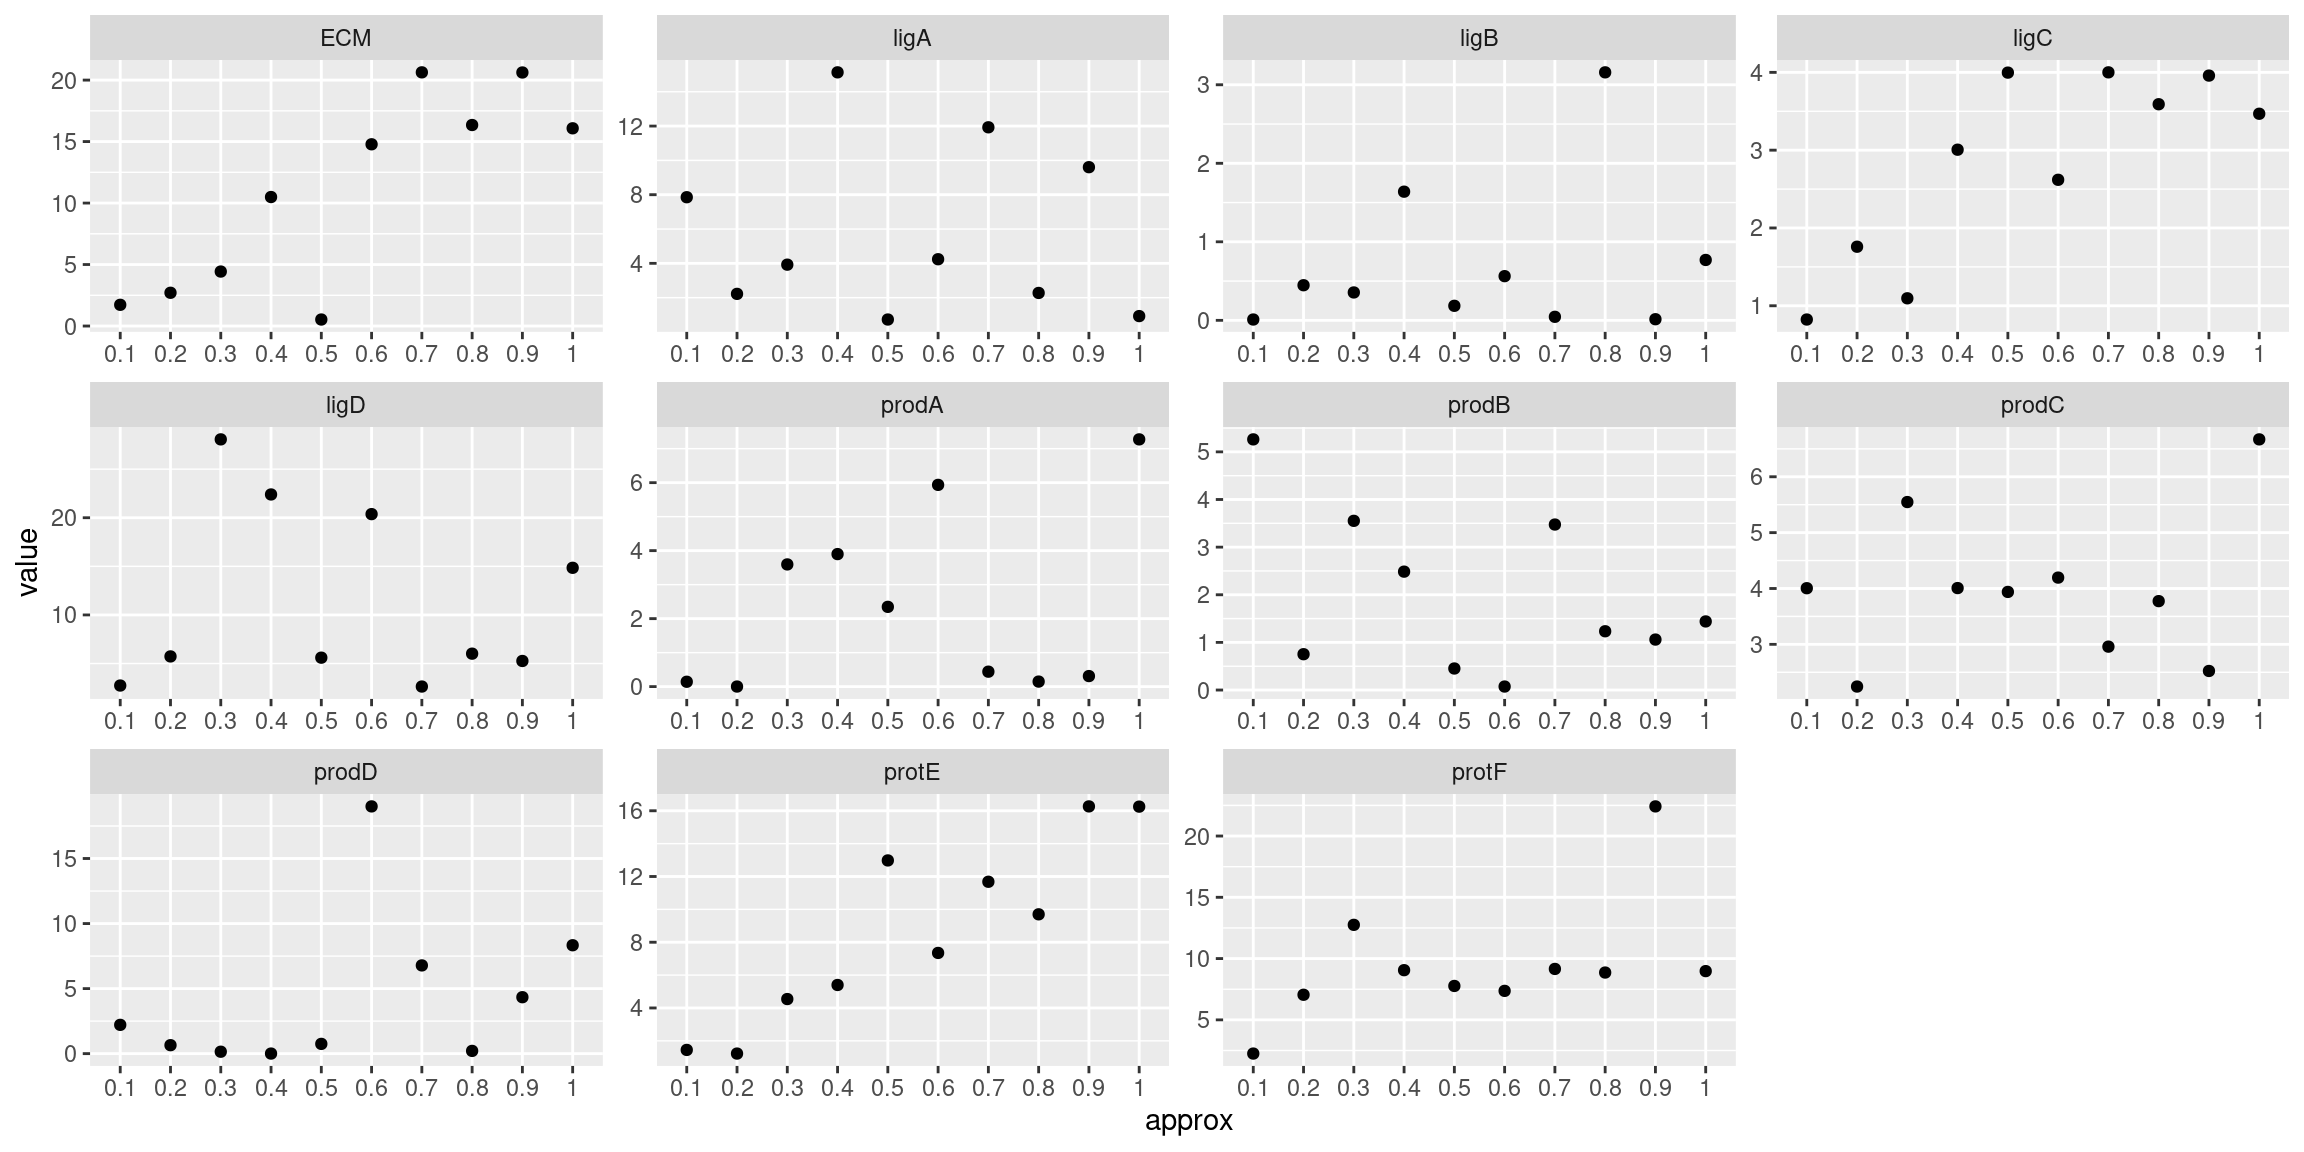 ECM ligA ligB ligC
20 12 3 4
15 8 2 3
10 4 1 2
5 0 1
0
0.1 0.2 0.3 0.4 0.5 0.6 0.7 0.8 0.9 1 0.1 0.2 0.3 0.4 0.5 0.6 0.7 0.8 0.9 1 0.1 0.2 0.3 0.4 0.5 0.6 0.7 0.8 0.9 1 0.1 0.2 0.3 0.4 0.5 0.6 0.7 0.8 0.9 1
ligD prodA prodB prodC
20 6 5 6
10 4 4 5
2 3 4
0 2 3
1
0
0.1 0.2 0.3 0.4 0.5 0.6 0.7 0.8 0.9 1 0.1 0.2 0.3 0.4 0.5 0.6 0.7 0.8 0.9 1 0.1 0.2 0.3 0.4 0.5 0.6 0.7 0.8 0.9 1 0.1 0.2 0.3 0.4 0.5 0.6 0.7 0.8 0.9 1
value
prodD protE protF
15 16 20
10 12 15
5 8 10
0 4 5
0.1 0.2 0.3 0.4 0.5 0.6 0.7 0.8 0.9 1 0.1 0.2 0.3 0.4 0.5 0.6 0.7 0.8 0.9 1 0.1 0.2 0.3 0.4 0.5 0.6 0.7 0.8 0.9 1
approx